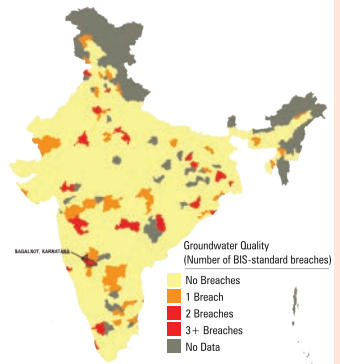 BAGALKOT, KARNATAKA
Groundwater Quality
(Number of BIS-standard breaches)
No Breaches
1 Breach
2 Breaches
3+ Breaches
No Data